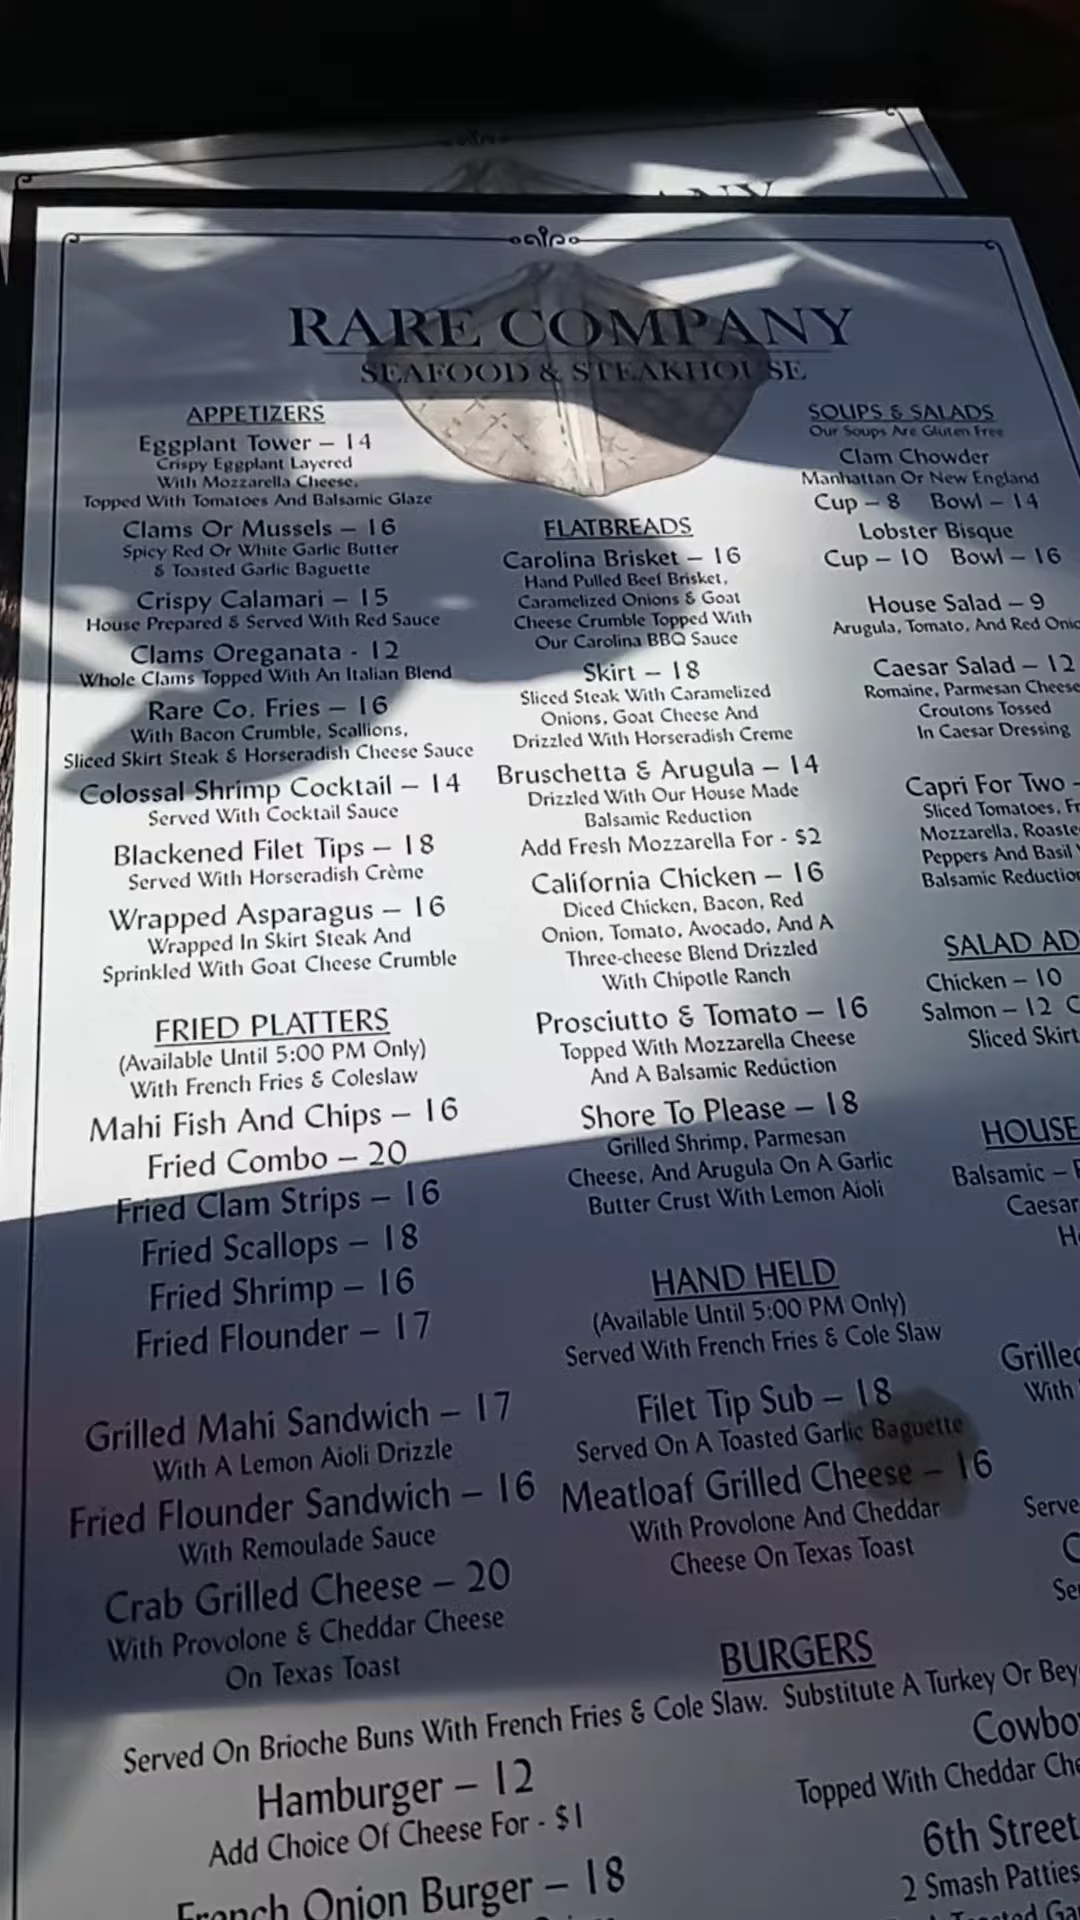 RARE COMPANY
SEAFOOD & STEAKHOUSE
APPETIZERS
Eggplant Tower – 14
Crispy Eggplant Layered
With Mozzarella Cheese,
Topped With Tomatoes And Balsamic Glaze
Clams Or Mussels – 16
Spicy Red Or White Garlic Butter
& Toasted Garlic Baguette
Crispy Calamari – 15
House Prepared & Served With Red Sauce
Clams Oreganata - 12
Whole Clams Topped With An Italian Blend
Rare Co. Fries – 16
With Bacon Crumble, Scallions,
Sliced Skirt Steak & Horseradish Cheese Sauce
Colossal Shrimp Cocktail – 14
Served With Cocktail Sauce
Blackened Filet Tips – 18
Served With Horseradish Crème
Wrapped Asparagus – 16
Wrapped In Skirt Steak And
Sprinkled With Goat Cheese Crumble
FRIED PLATTERS
(Available Until 5:00 PM Only)
With French Fries & Coleslaw
Mahi Fish And Chips – 16
Fried Combo – 20
Fried Clam Strips – 16
Fried Scallops – 18
Fried Shrimp – 16
Fried Flounder – 17
Grilled Mahi Sandwich – 17
With A Lemon Aioli Drizzle
Fried Flounder Sandwich – 16
With Remoulade Sauce
Crab Grilled Cheese – 20
With Provolone & Cheddar Cheese
On Texas Toast
FLATBREADS
Carolina Brisket – 16
Hand Pulled Beef Brisket,
Caramelized Onions & Goat
Cheese Crumble Topped With
Our Carolina BBQ Sauce
Skirt – 18
Sliced Steak With Caramelized
Onions, Goat Cheese And
Drizzled With Horseradish Creme
Bruschetta & Arugula – 14
Drizzled With Our House Made
Balsamic Reduction
Add Fresh Mozzarella For - $2
California Chicken – 16
Diced Chicken, Bacon, Red
Onion, Tomato, Avocado, And A
Three-cheese Blend Drizzled
With Chipotle Ranch
Prosciutto & Tomato – 16
Topped With Mozzarella Cheese
And A Balsamic Reduction
Shore To Please – 18
Grilled Shrimp, Parmesan
Cheese, And Arugula On A Garlic
Butter Crust With Lemon Aioli
HAND HELD
(Available Until 5:00 PM Only)
Served With French Fries & Cole Slaw
Filet Tip Sub – 18
Served On A Toasted Garlic Baguette
Meatloaf Grilled Cheese – 16
With Provolone And Cheddar
Cheese On Texas Toast
SOUPS & SALADS
Our Soups Are Gluten Free
Clam Chowder
Manhattan Or New England
Cup – 8 Bowl – 14
Lobster Bisque
Cup – 10 Bowl – 16
House Salad – 9
Arugula, Tomato, And Red Onio
Caesar Salad – 12
Romaine, Parmesan Cheese
Croutons Tossed
In Caesar Dressing
Capri For Two –
Sliced Tomatoes, Fr
Mozzarella, Roaste
Peppers And Basil
Balsamic Reduction
SALAD AD
Chicken – 10
Salmon – 12 C
Sliced Skirt
HOUSE
Balsamic –
Caesar
H
Grilled
With
Serve
C
Se
BURGERS
Served On Brioche Buns With French Fries & Cole Slaw. Substitute A Turkey Or Bey
Hamburger – 12
Add Choice Of Cheese For - $1
French Onion Burger – 18
Cowbo
Topped With Cheddar Che
6th Street
2 Smash Patties